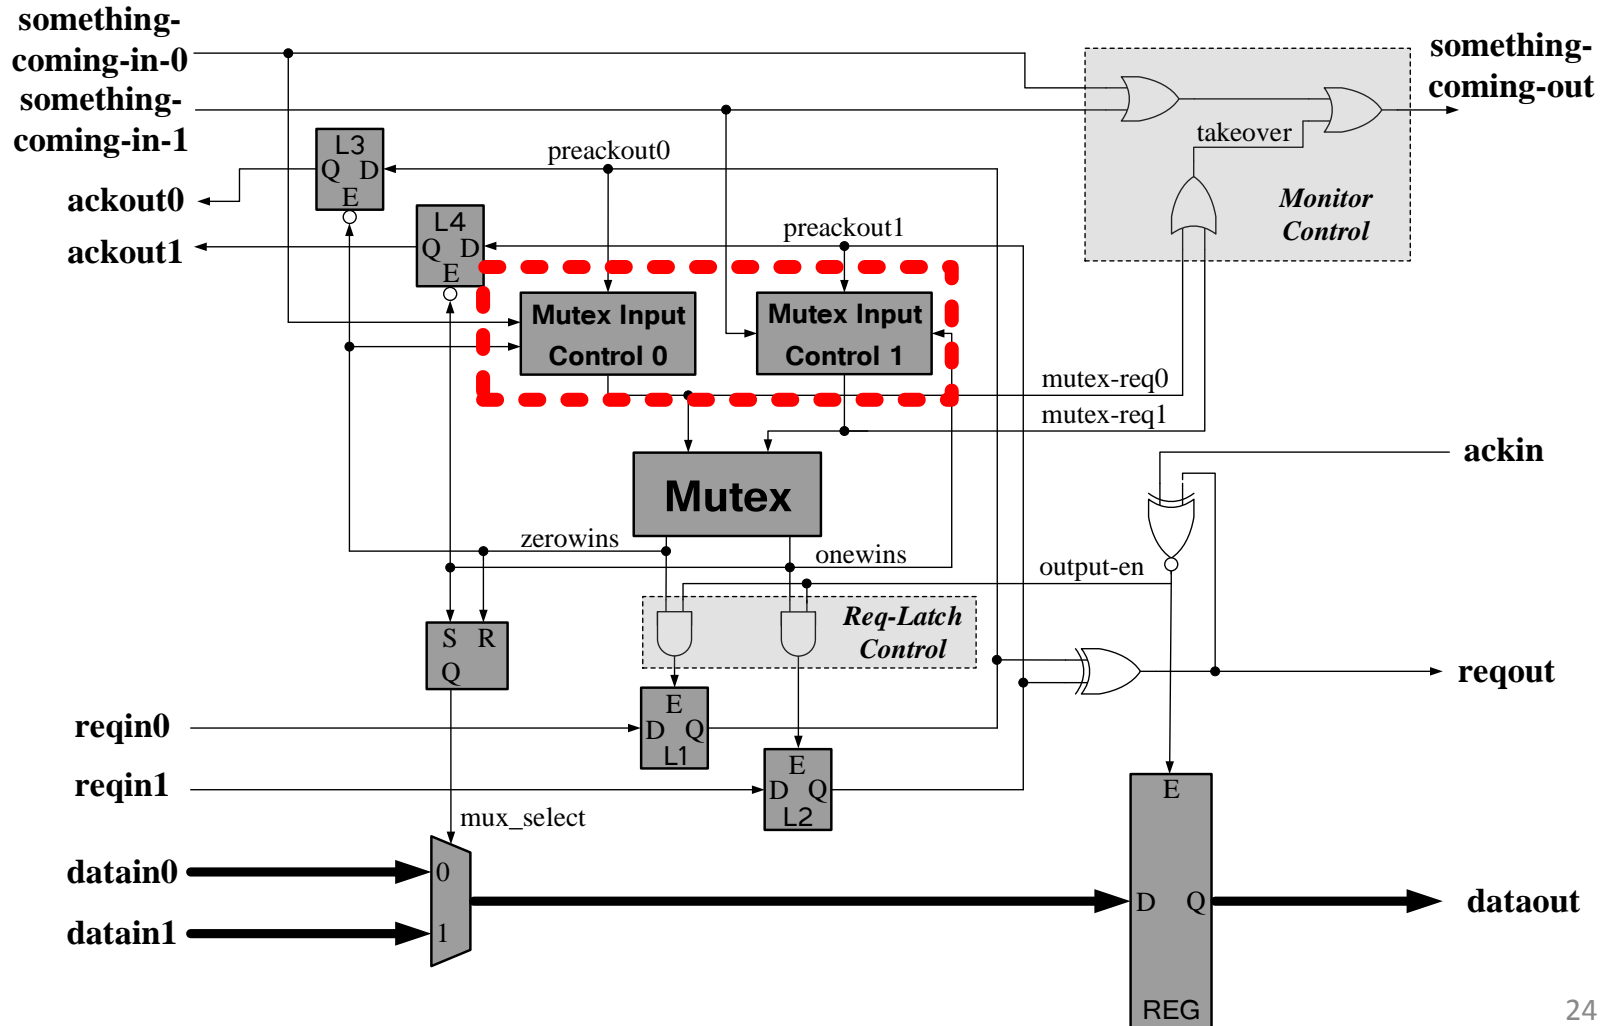 something-
coming-in-0
something-
coming-in-1
something-
coming-out
takeover
Monitor
Control
L3
Q D
E
preackout0
ackout0
L4
Q D
E
preackout1
ackout1
Mutex Input
Control 0
Mutex Input
Control 1
mutex-req0
mutex-req1
ackin
Mutex
zerowins
onewins
output-en
Req-Latch
Control
S R
Q
reqout
E
D Q
L1
reqin0
E
D Q
L2
reqin1
mux_select
E
datain0
0
D Q
dataout
datain1
1
REG
24